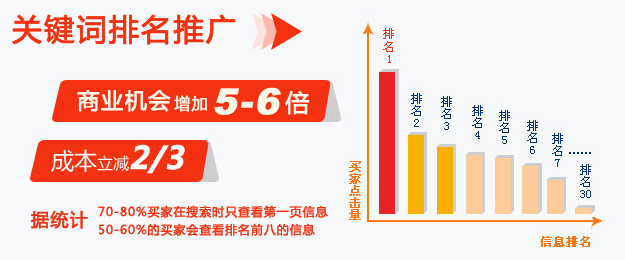 关键词排名推广
商业机会增加5-6倍
成本立减2/3
据统计
70-80%买家在搜索时只查看第一页信息
50-60%的买家会查看排名前八的信息
买家点击量
排名1
排名2
排名3
排名4
排名5
排名6
排名7
……
排名30
信息排名